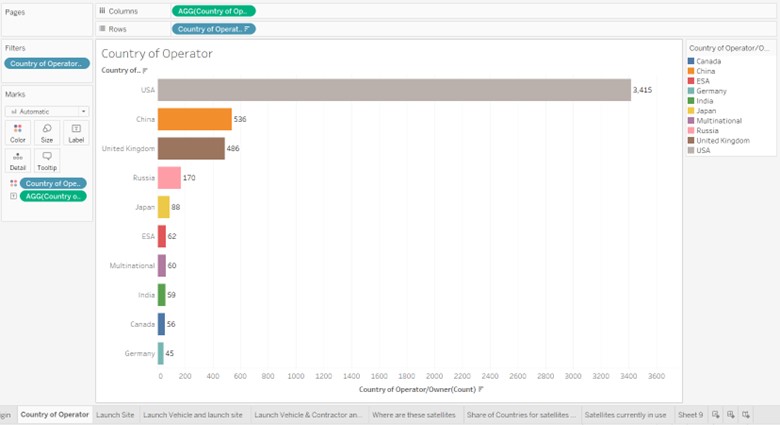 Pages
Columns
AGG(Country of Op..
Rows
Country of Operat..
Filters
Country of Operator..
Marks
Automatic
Color
Size
Label
Detail
Tooltip
Country of Ope..
AGG(Country o..
Country of Operator
Country of..
USA
3,415
China
536
United Kingdom
486
Russia
170
Japan
88
ESA
62
Multinational
60
India
59
Canada
56
Germany
45
0 200 400 600 800 1000 1200 1400 1600 1800 2000 2200 2400 2600 2800 3000 3200 3400 3600
Country of Operator/Owner(Count)
Country of Operator/O...
Canada
China
ESA
Germany
India
Japan
Multinational
Russia
United Kingdom
USA
gin Country of Operator Launch Site Launch Vehicle and launch site Launch Vehicle & Contractor an... Where are these satellites Share of Countries for satellites ... Satellites currently in use Sheet 9